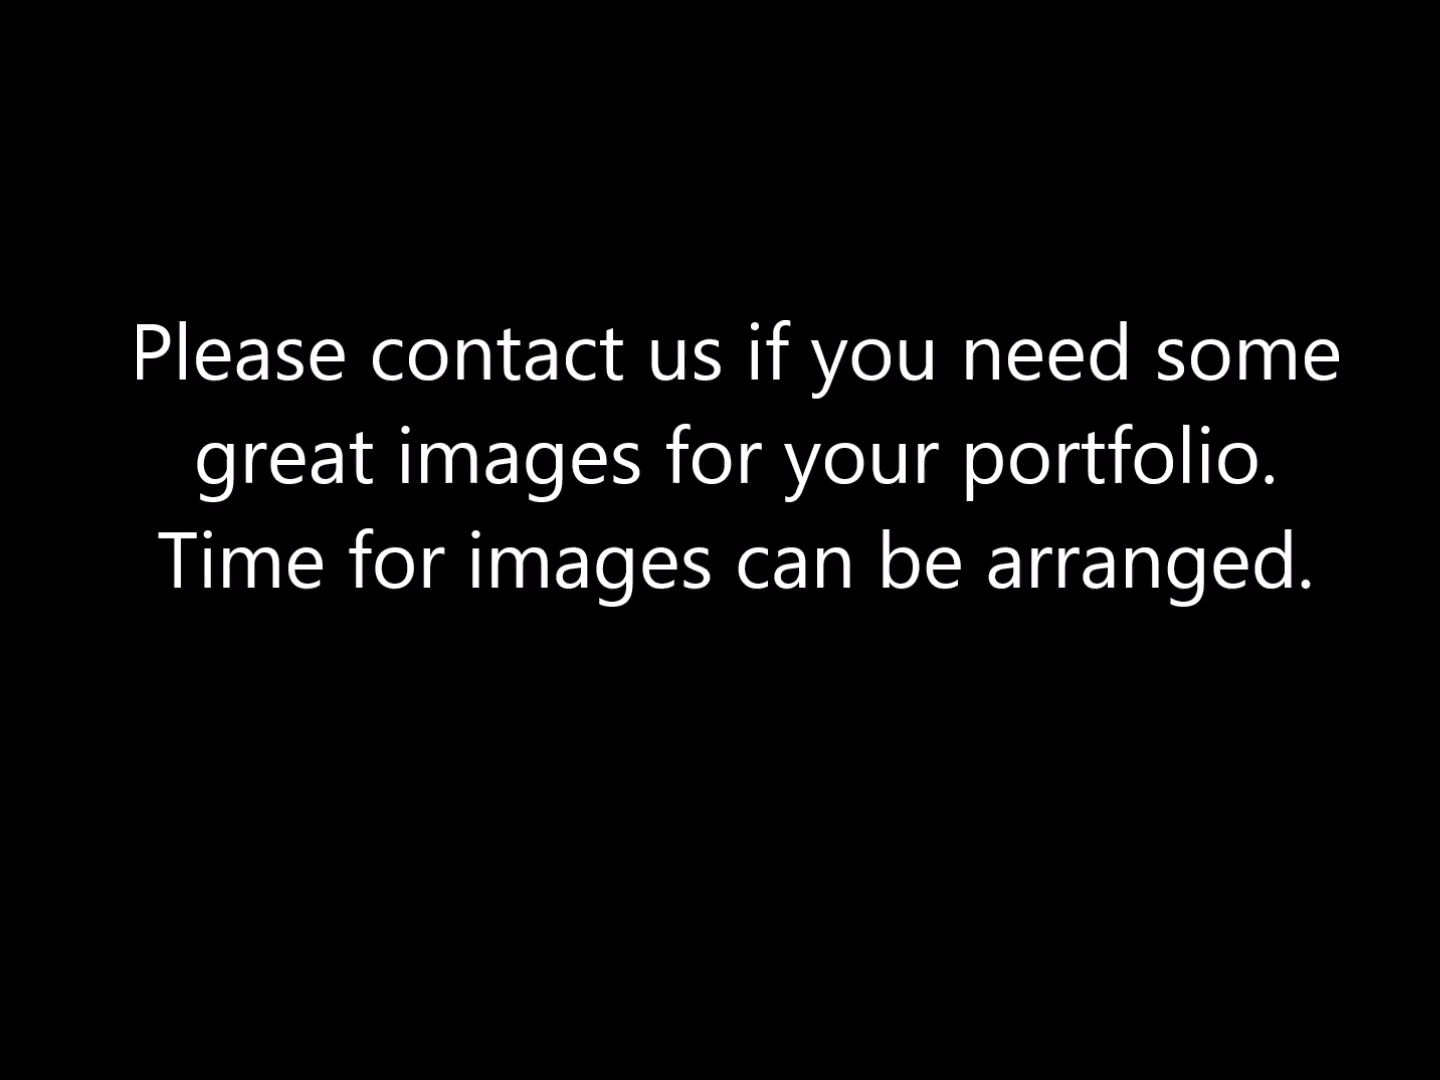 Please contact us if you need some
great images for your portfolio.
Time for images can be arranged.